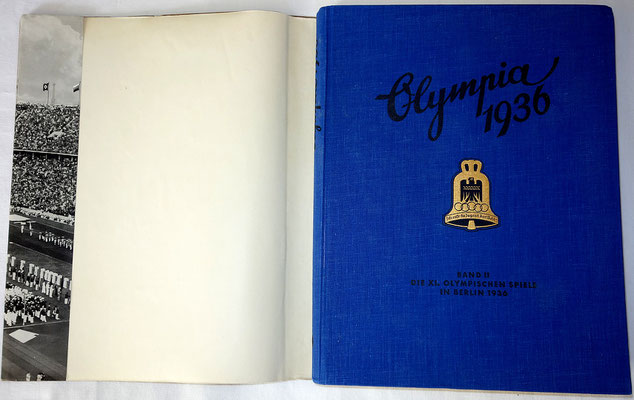 Olympia
1936
BAND II
DIE XI. OLYMPISCHEN SPIELE
IN BERLIN 1936